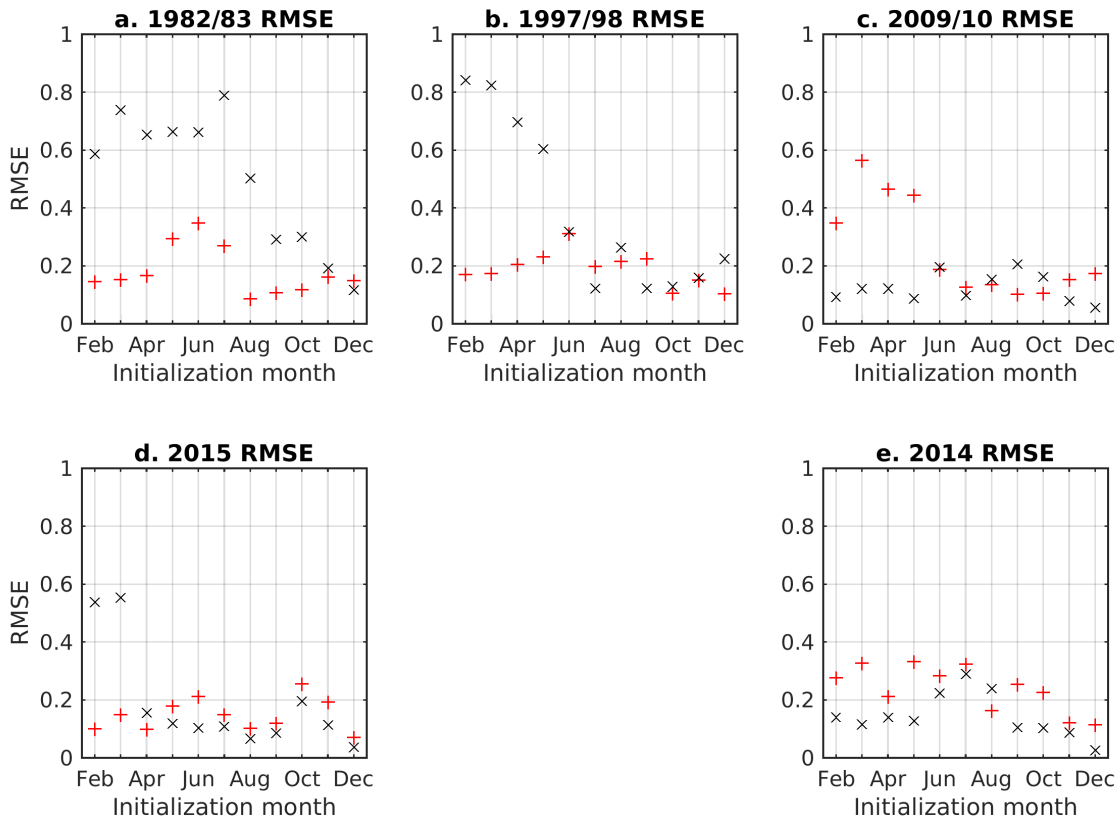 a. 1982/83 RMSE
b. 1997/98 RMSE
c. 2009/10 RMSE
1
0.8
0.6
0.4
0.2
0
RMSE
Feb Apr Jun Aug Oct Dec
Initialization month
1
0.8
0.6
0.4
0.2
0
Feb Apr Jun Aug Oct Dec
Initialization month
1
0.8
0.6
0.4
0.2
0
Feb Apr Jun Aug Oct Dec
Initialization month
d. 2015 RMSE
1
0.8
0.6
0.4
0.2
0
RMSE
Feb Apr Jun Aug Oct Dec
Initialization month
e. 2014 RMSE
1
0.8
0.6
0.4
0.2
0
Feb Apr Jun Aug Oct Dec
Initialization month